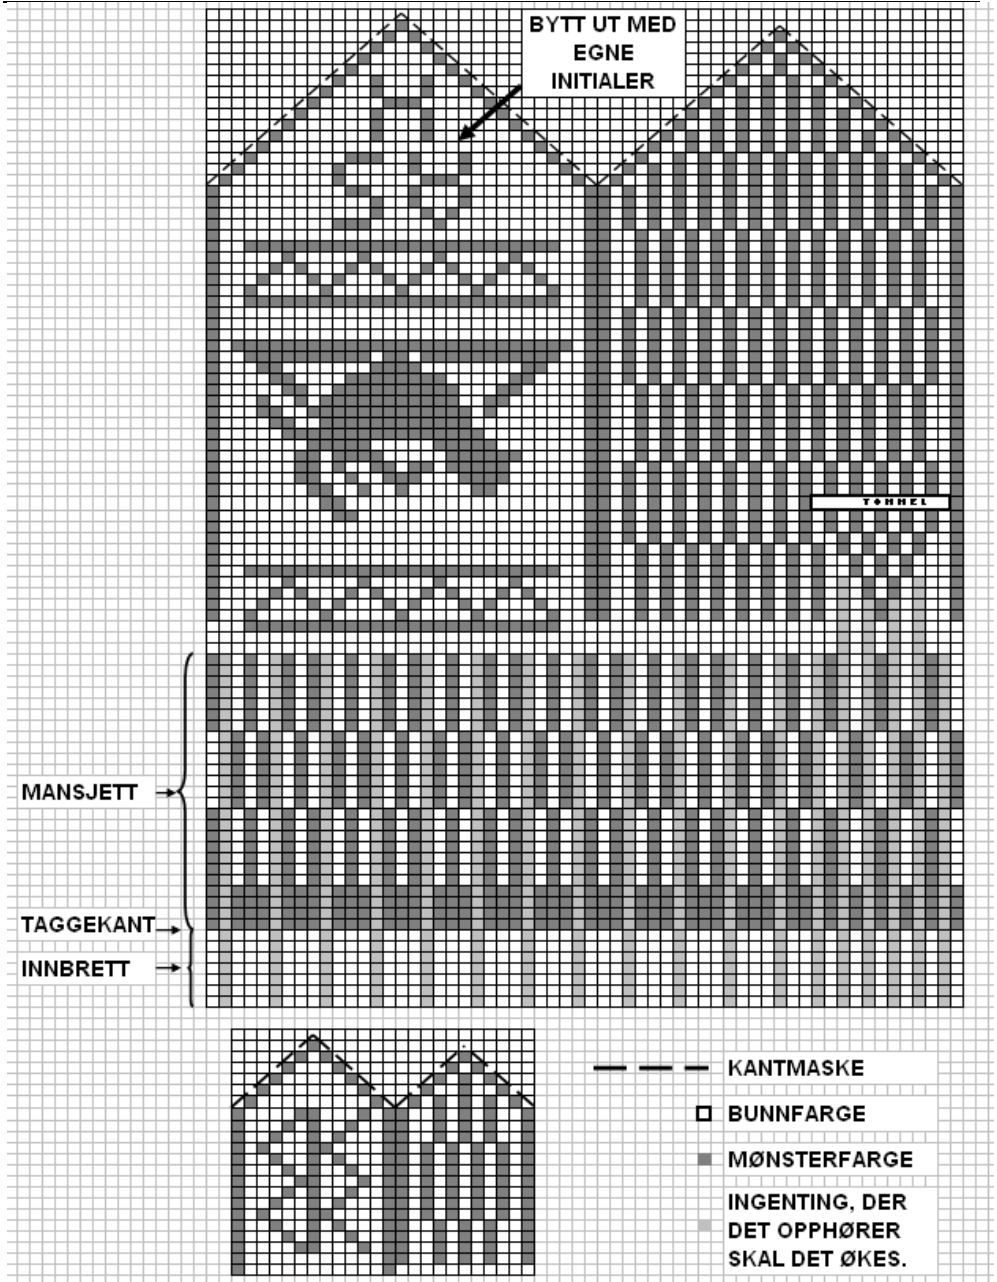 BYTT UT MED
EGNE
INITIALER
TOMMEL
MANSJETT
TAGGEKANT
INNBRETT
KANTMASKE
BUNNFARGE
MØNSTERFARGE
INGENTING, DER
DET OPPHØRER
SKAL DET ØKES.